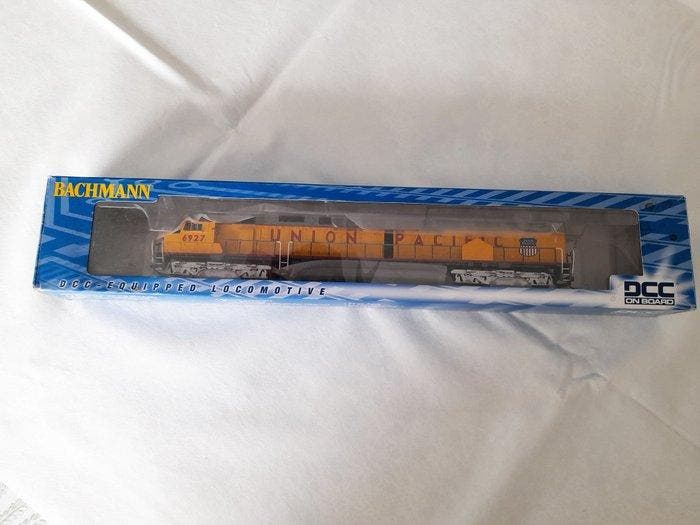 BACHMANN
6927
UNION PACIFIC
DCC-EQUIPPED LOCOMOTIVE
DCC
ON BOARD